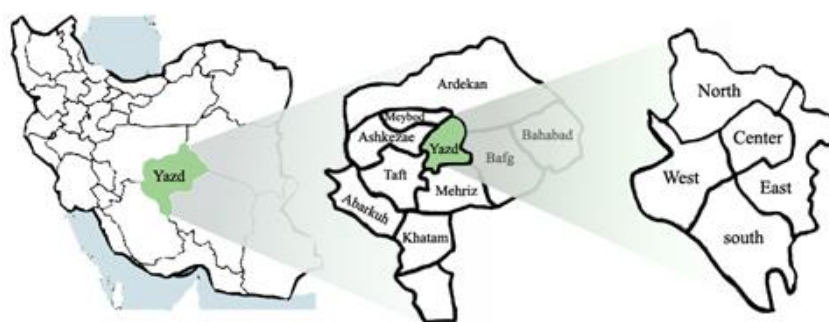 Yazd
Ardekan
Meybod
Ashkezae
Yazd
Bafg
Bahabad
Taft
Mehriz
Abarkuh
Khatam
North
Center
West
East
south